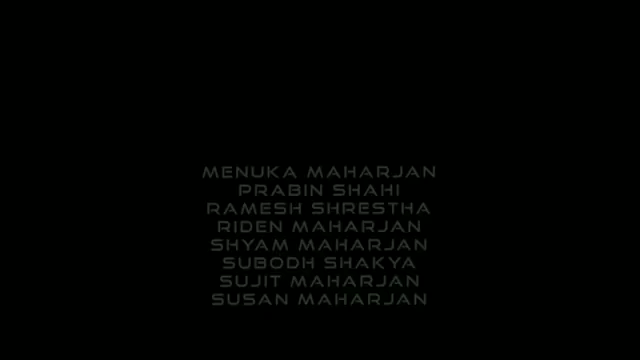 MENUKA MAHARJAN
PRABIN SHAHI
RAMESH SHRESTHA
RIDEN MAHARJAN
SHYAM MAHARJAN
SUBODH SHAKYA
SUJIT MAHARJAN
SUSAN MAHARJAN